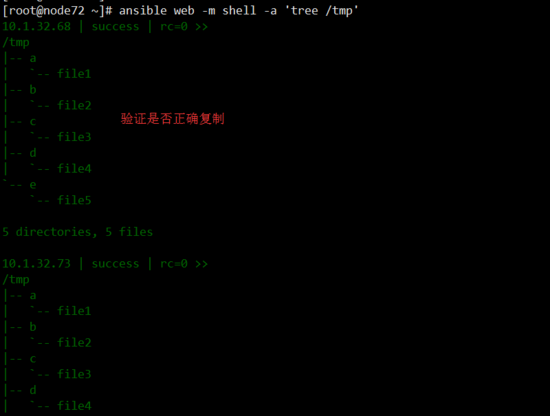 [root@node72 ~]# ansible web -m shell -a 'tree /tmp'
10.1.32.68 | success | rc=0 >>
/tmp
|-- a
|   `-- file1
|-- b
|   `-- file2
|-- c
验证是否正确复制
|   `-- file3
|-- d
|   `-- file4
`-- e
    `-- file5
5 directories, 5 files
10.1.32.73 | success | rc=0 >>
/tmp
|-- a
|   `-- file1
|-- b
|   `-- file2
|-- c
|   `-- file3
|-- d
|   `-- file4